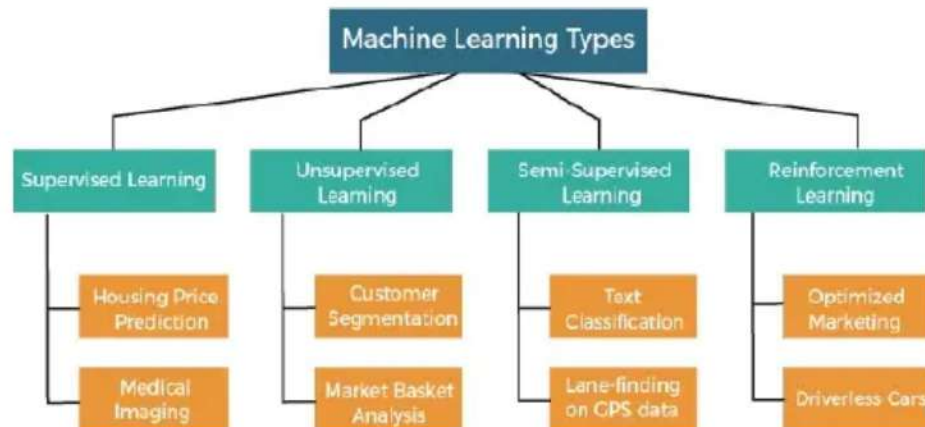 Machine Learning Types
Supervised Learning
Unsupervised
Learning
Semi-Supervised
Learning
Reinforcement
Learning
Housing Price
Prediction
Customer
Segmentation
Text
Classification
Optimized
Marketing
Medical
Imaging
Market Basket
Analysis
Lane-finding
on GPS data
Driverless Cars